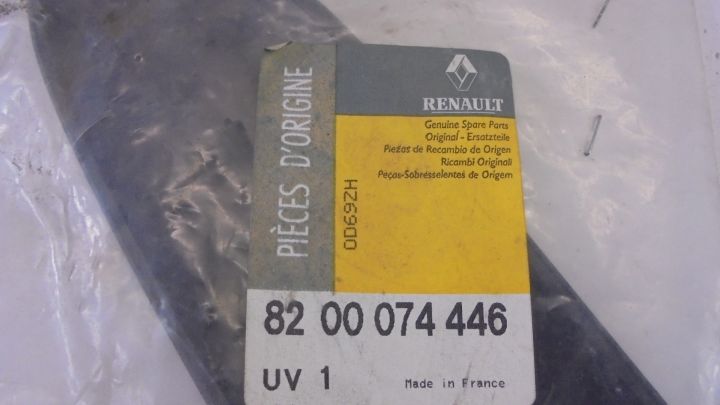 PIÈCES D'ORIGINE
RENAULT
Genuine Spare Parts
Original - Ersatzteile
Piezas de Recambio de Origen
Ricambi Originali
Peças-Sobresselentes de Origem
0D69ZH
82 00 074 446
UV 1
Made in France